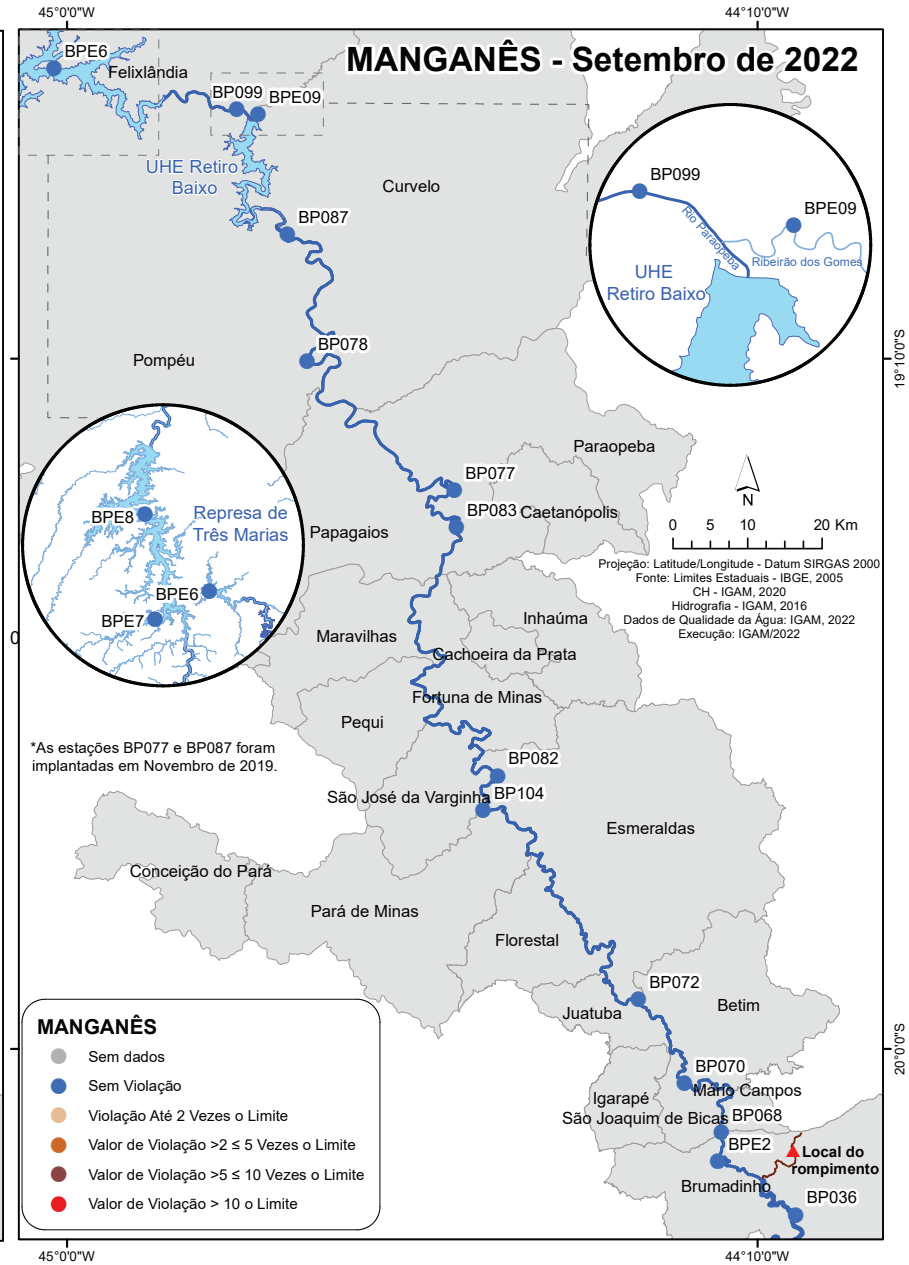 45°0'0"W
44°10'0"W
MANGANÊS - Setembro de 2022
BPE6
Felixlândia
BP099
BPE09
UHE Retiro
Baixo
Curvelo
BP087
BP099
BPE09
Rio Paraopeba
Ribeirão dos Gomes
UHE
Retiro Baixo
BP078
Pompéu
19°10'0"S
Paraopeba
BP077
BP083
Caetanópolis
Papagaios
N
0 5 10 20 Km
Projeção: Latitude/Longitude - Datum SIRGAS 2000
Fonte: Limites Estaduais - IBGE, 2005
CH - IGAM, 2020
Hidrografia - IGAM, 2016
Dados de Qualidade da Água: IGAM, 2022
Execução: IGAM/2022
BPE8
Represa de
Três Marias
BPE6
BPE7
Inhaúma
Maravilhas
Cachoeira da Prata
Fortuna de Minas
Pequi
*As estações BP077 e BP087 foram
implantadas em Novembro de 2019.
BP082
São José da Varginha
BP104
Esmeraldas
Conceição do Pará
Pará de Minas
Florestal
BP072
Betim
Juatuba
20°0'0"S
BP070
Mário Campos
Igarapé
São Joaquim de Bicas
BP068
BPE2
Local do
rompimento
Brumadinho
BP036
MANGANÊS
Sem dados
Sem Violação
Violação Até 2 Vezes o Limite
Valor de Violação >2 ≤ 5 Vezes o Limite
Valor de Violação >5 ≤ 10 Vezes o Limite
Valor de Violação > 10 o Limite
45°0'0"W
44°10'0"W